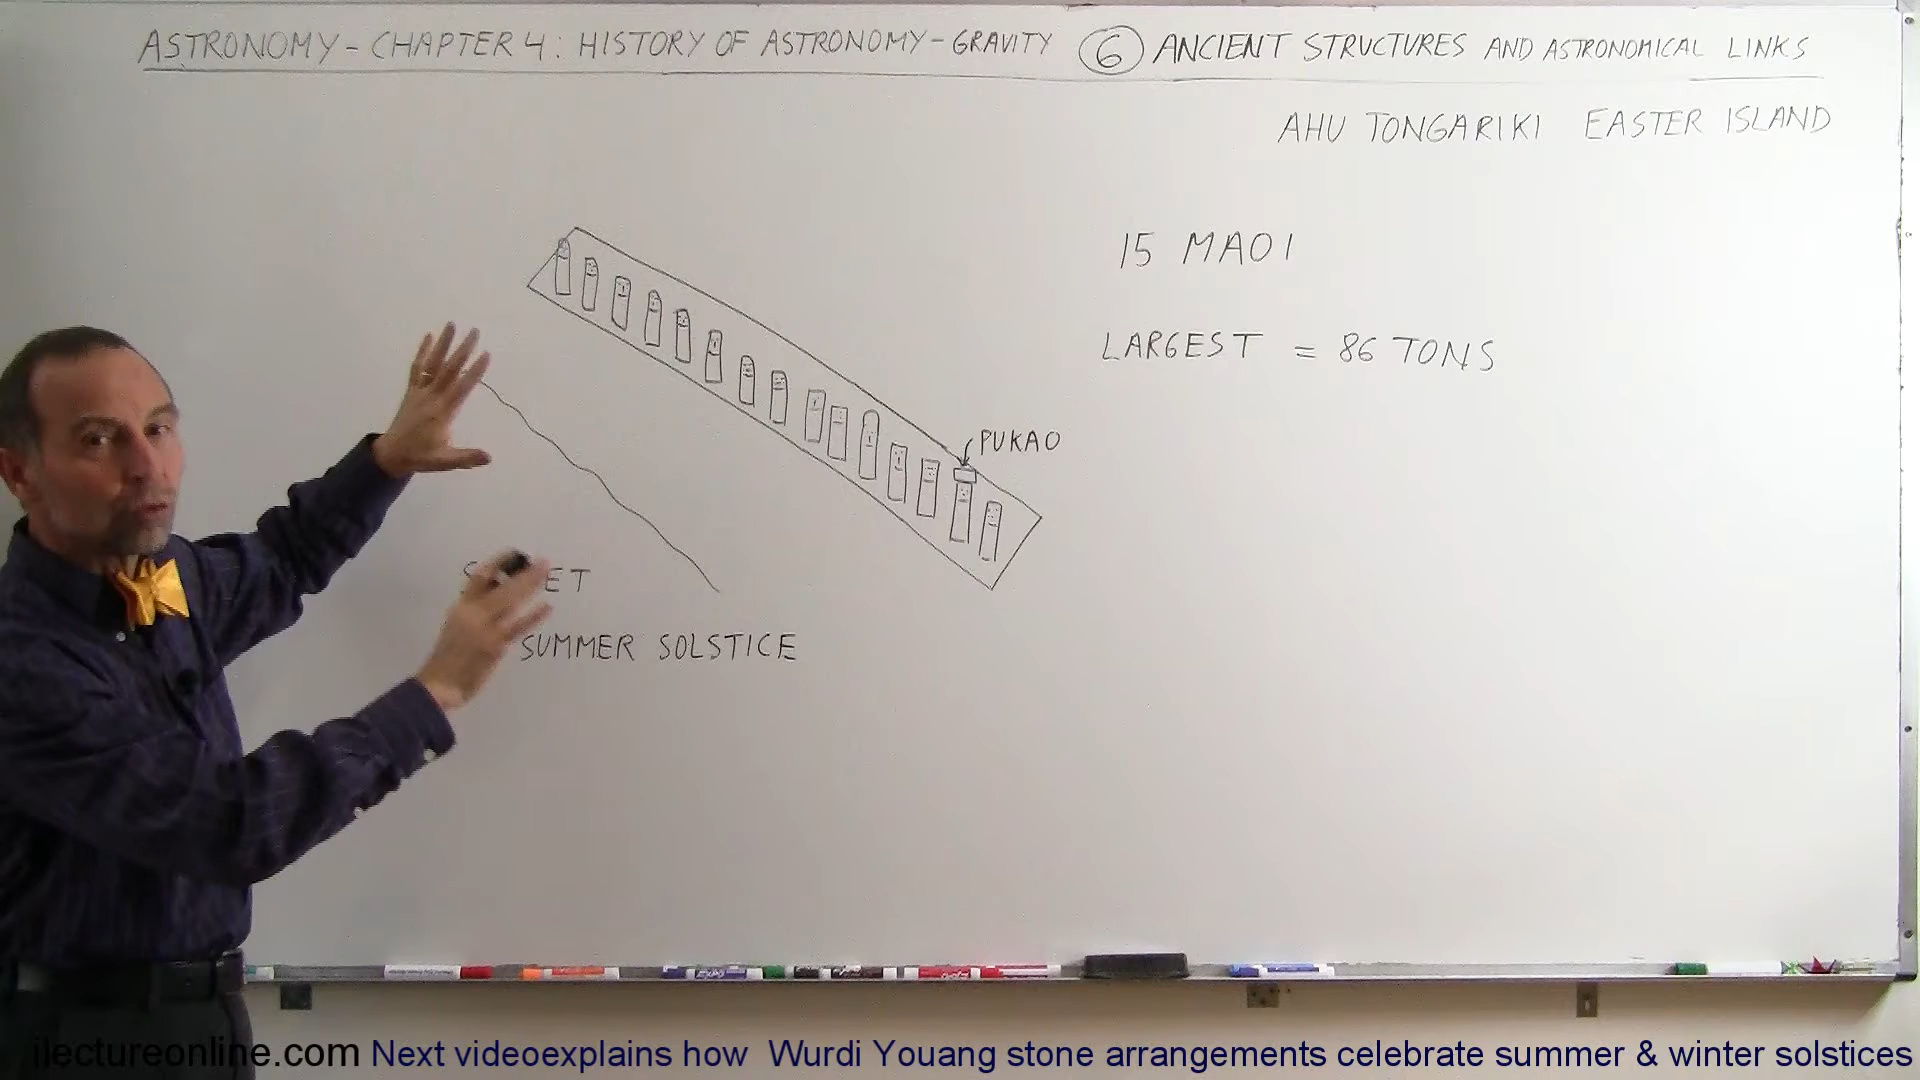 ASTRONOMY - CHAPTER 4: HISTORY OF ASTRONOMY - GRAVITY 6 ANCIENT STRUCTURES AND ASTRONOMICAL LINKS
AHU TONGARIKI EASTER ISLAND
15 MAOI
LARGEST = 86 TONS
PUKAO
SUMMER SOLSTICE
ilectureonline.com Next videoexplains how Wurdi Youang stone arrangements celebrate summer & winter solstices